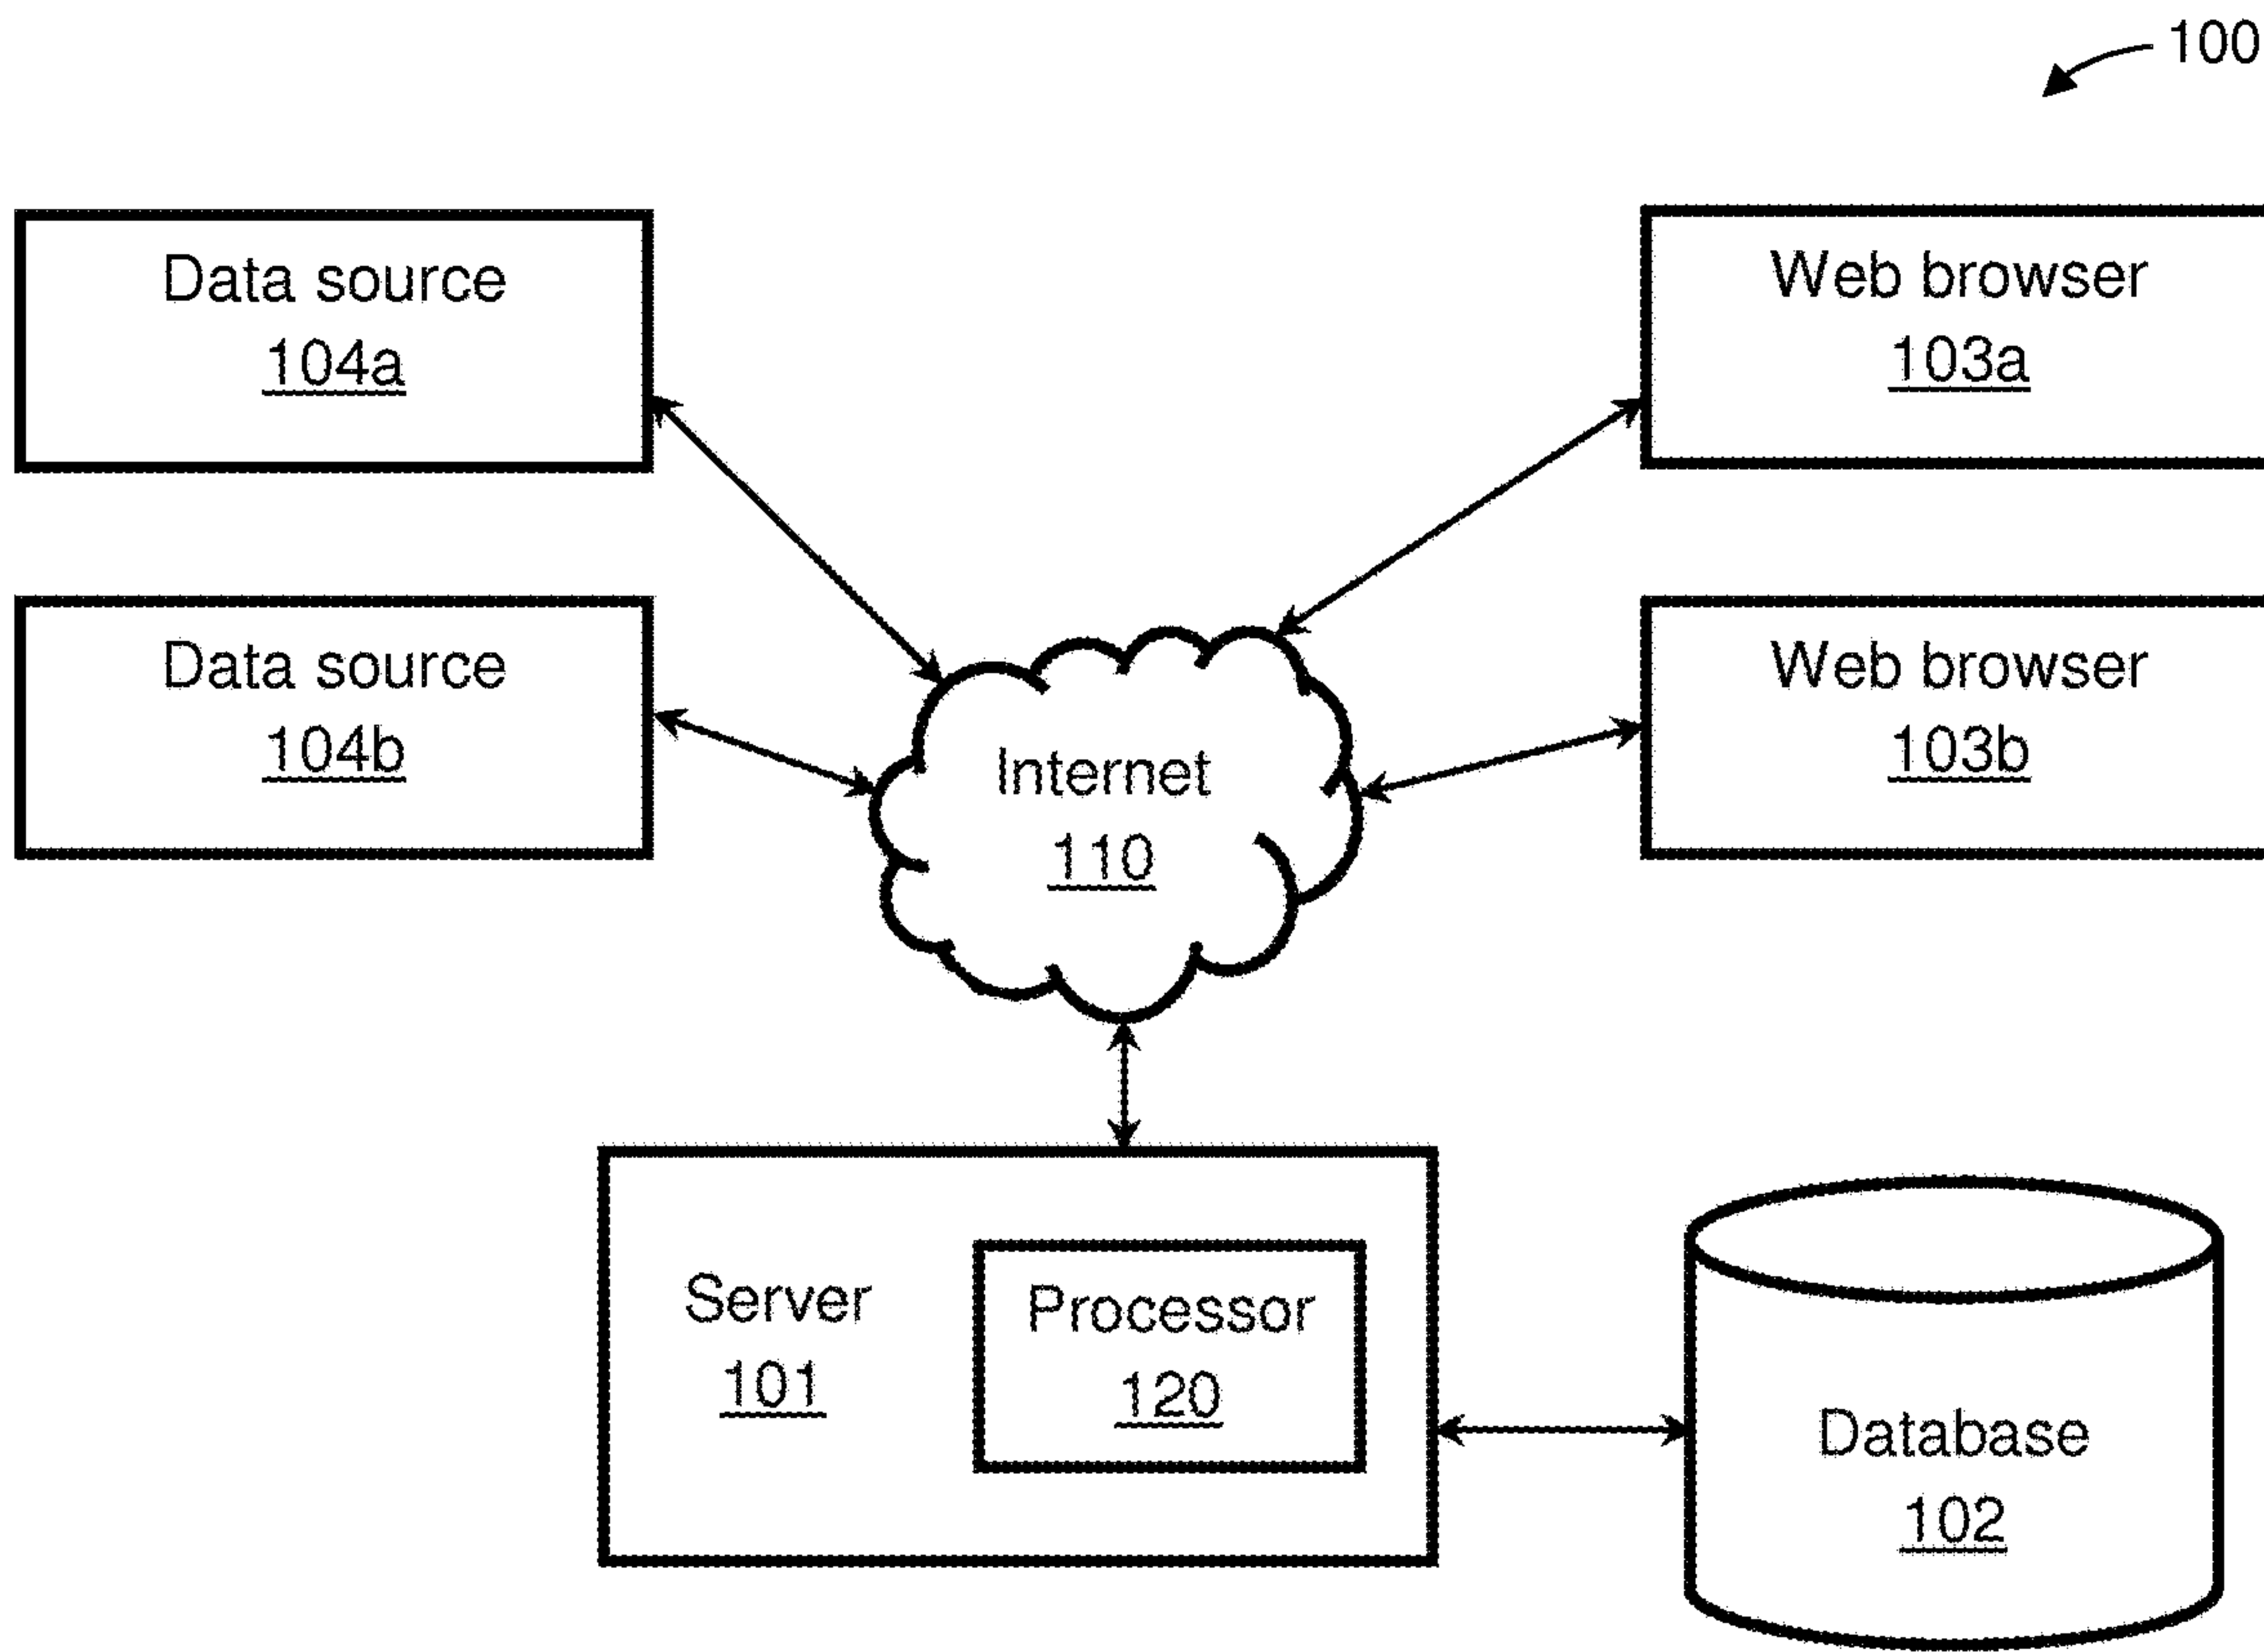 100
Data source
104a
Web browser
103a
Data source
104b
Web browser
103b
Internet
110
Server
101
Processor
120
Database
102